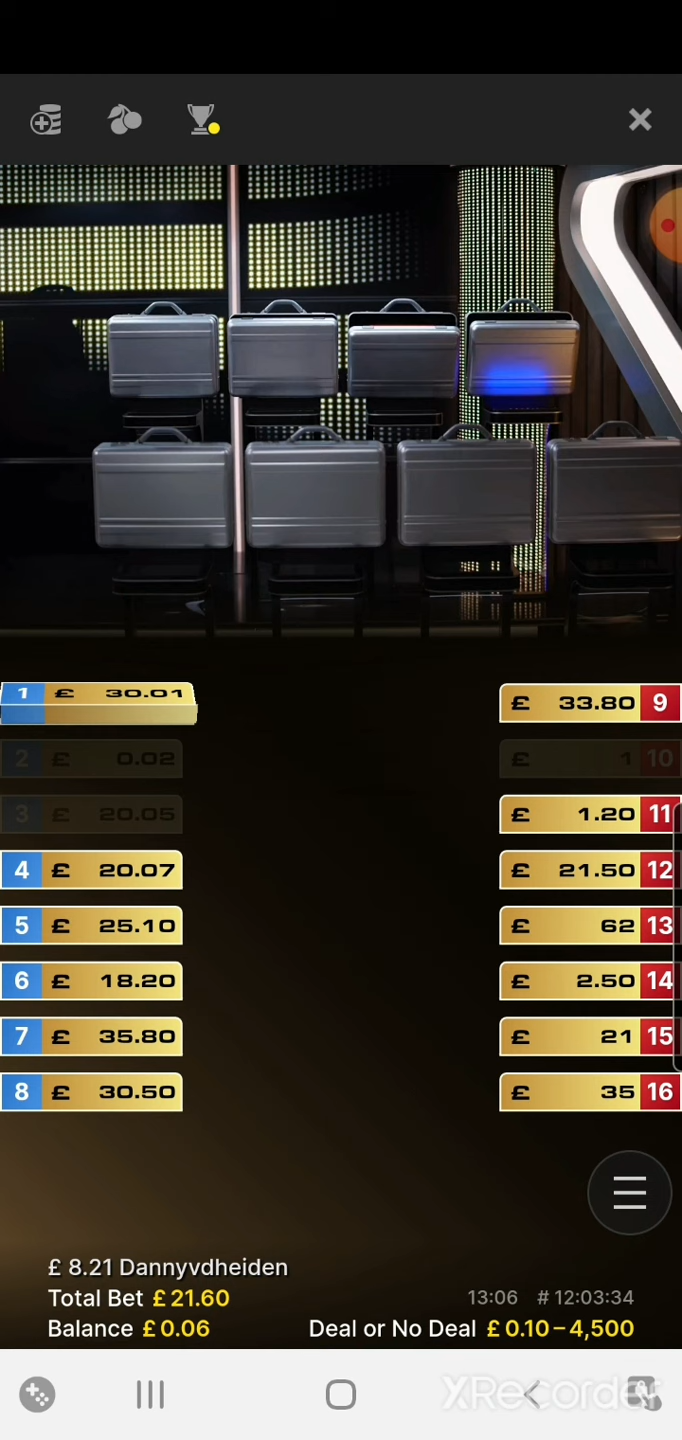 1 £ 30.01
£ 33.80 9
2 £ 0.02
£ 1 10
3 £ 20.05
£ 1.20 11
4 £ 20.07
£ 21.50 12
5 £ 25.10
£ 62 13
6 £ 18.20
£ 2.50 14
7 £ 35.80
£ 21 15
8 £ 30.50
£ 35 16
£ 8.21 Dannyvdheiden
Total Bet £ 21.60
13:06 # 12:03:34
Balance £ 0.06
Deal or No Deal £ 0.10–4,500
XRecorder